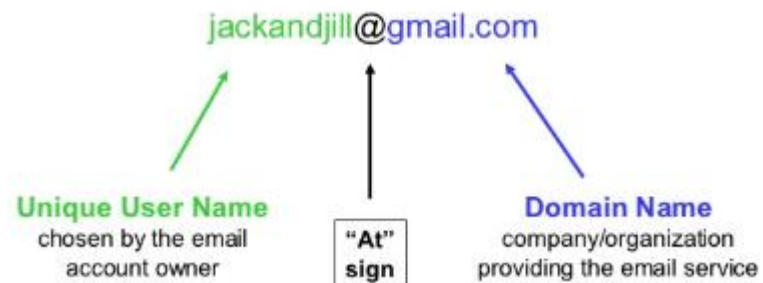 jackandjill@gmail.com
Unique User Name
chosen by the email
account owner
"At"
sign
Domain Name
company/organization
providing the email service